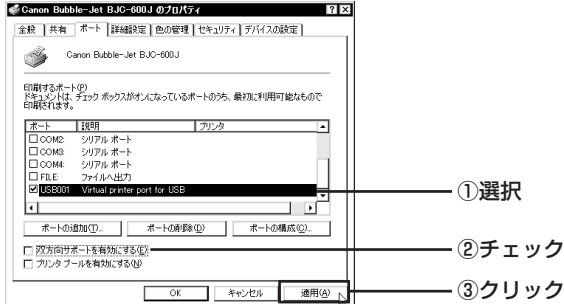 Canon Bubble-Jet BJC-600J のプロパティ
全般 共有 ポート 詳細設定 色の管理 セキュリティ デバイスの設定
Canon Bubble-Jet BJC-600J
印刷するポート(P)
ドキュメントは、チェック ボックスがオンになっているポートのうち、最初に利用可能なもので
印刷されます。
ポート 説明 プリンタ
COM2: シリアル ポート
COM3: シリアル ポート
COM4: シリアル ポート
FILE: ファイルへ出力
USB001 Virtual printer port for USB
①選択
ポートの追加(T)... ポートの削除(D) ポートの構成(C)...
双方向サポートを有効にする(E)
②チェック
プリンタ プールを有効にする(N)
OK キャンセル 適用(A)
③クリック